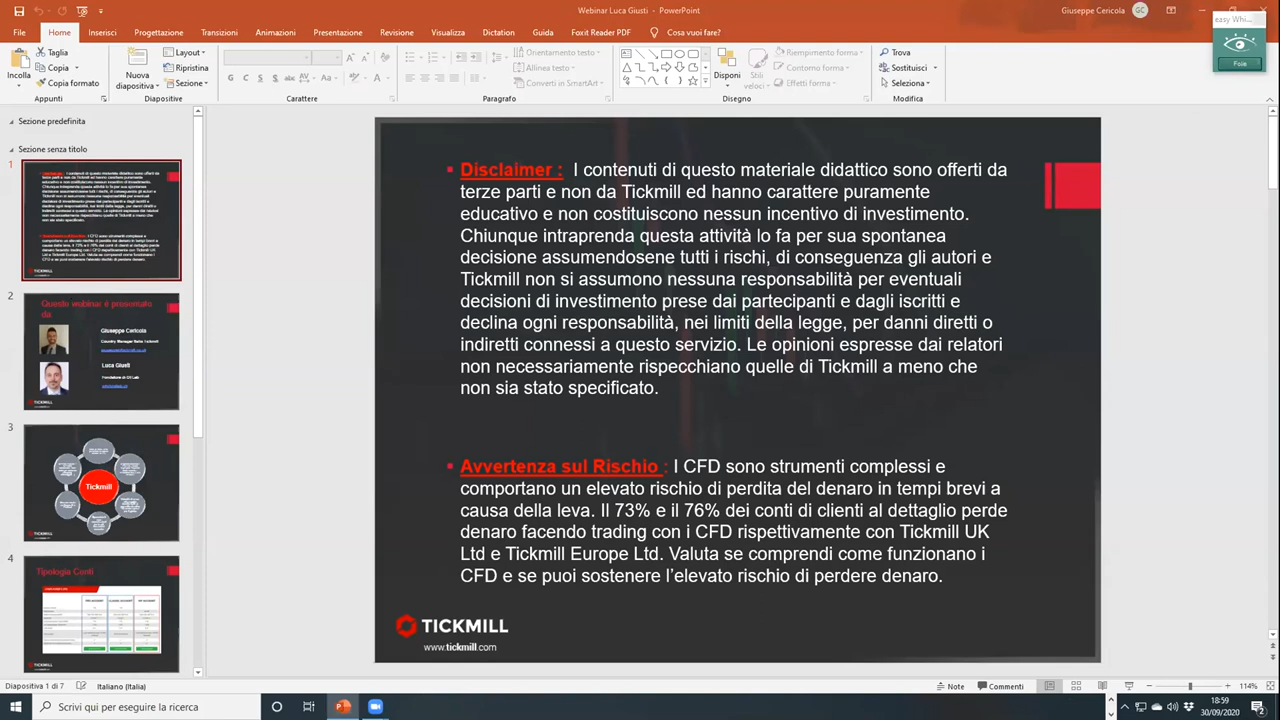 Webinar Luca Giusti - PowerPoint
Giuseppe Cericola
GC
easy Whi...
File
Home
Inserisci
Progettazione
Transizioni
Animazioni
Presentazione
Revisione
Visualizza
Dictation
Guida
Foxit Reader PDF
Cosa vuoi fare?
Foie
Incolla
Taglia
Copia
Copia formato
Appunti
Nuova
diapositiva
Layout
Ripristina
Sezione
Diapositive
Carattere
Orientamento testo
Allinea testo
Converti in SmartArt
Paragrafo
Disponi
Stili
veloci
Contorno forma
Effetti forma
Disegno
Trova
Sostituisci
Seleziona
Modifica
Sezione predefinita
Sezione senza titolo
1
2
Questo webinar è presentato
da
Giuseppe Cericola
Luca Giusti
3
Tickmill
4
Tipologia Conti
Disclaimer : I contenuti di questo materiale didattico sono offerti da
terze parti e non da Tickmill ed hanno carattere puramente
educativo e non costituiscono nessun incentivo di investimento.
Chiunque intraprenda questa attività lo fa per sua spontanea
decisione assumendosene tutti i rischi, di conseguenza gli autori e
Tickmill non si assumono nessuna responsabilità per eventuali
decisioni di investimento prese dai participanti e dagli iscritti e
declina ogni responsabilità, nei limiti della legge, per danni diretti o
indiretti connessi a questo servizio. Le opinioni espresse dai relatori
non necessariamente rispecchiano quelle di Tickmill a meno che
non sia stato specificato.
Avvertenza sul Rischio : I CFD sono strumenti complessi e
comportano un elevato rischio di perdita del denaro in tempi brevi a
causa della leva. Il 73% e il 76% dei conti di clienti al dettaglio perde
denaro facendo trading con i CFD rispettivamente con Tickmill UK
Ltd e Tickmill Europe Ltd. Valuta se comprendi come funzionano i
CFD e se puoi sostenere l'elevato rischio di perdere denaro.
TICKMILL
www.tickmill.com
Diapositiva 1 di 7
Italiano (Italia)
Note
Commenti
114%
Scrivi qui per eseguire la ricerca
18:59
30/09/2020
2